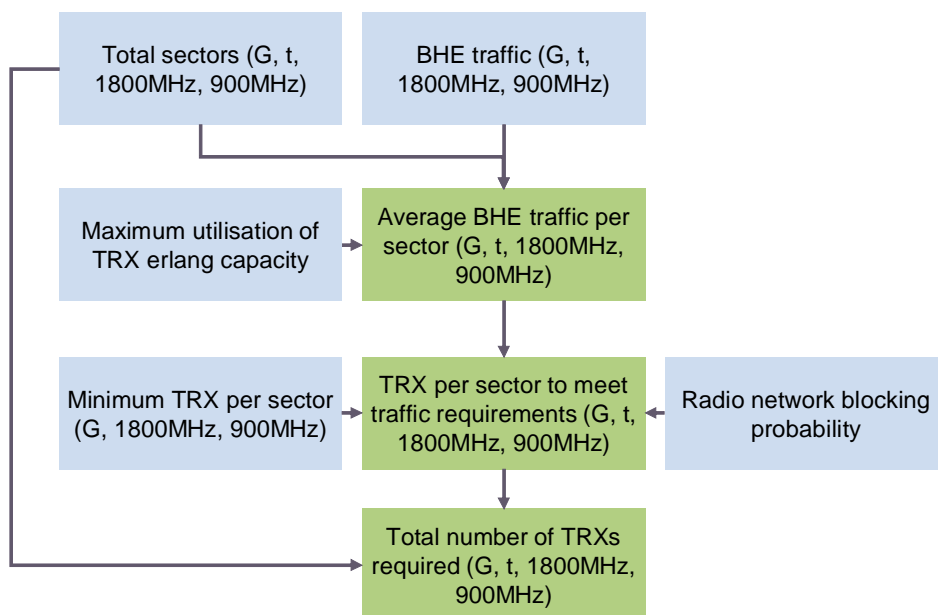 Total sectors (G, t,
1800MHz, 900MHz)
BHE traffic (G, t,
1800MHz, 900MHz)
Maximum utilisation of
TRX erlang capacity
Average BHE traffic per
sector (G, t, 1800MHz,
900MHz)
Minimum TRX per sector
(G, 1800MHz, 900MHz)
TRX per sector to meet
traffic requirements (G, t,
1800MHz, 900MHz)
Radio network blocking
probability
Total number of TRXs
required (G, t, 1800MHz,
900MHz)